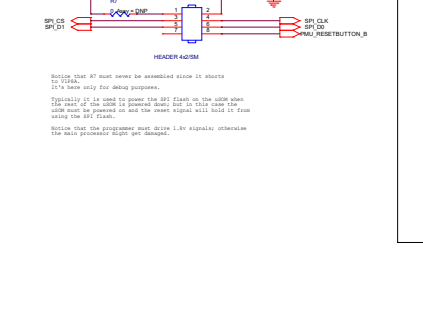 R7
= DNP
1 2
SPI_CS 3 4 SPI_CLK
SPI_D1 5 6 SPI_D0
7 8 PMU_RESETBUTTON_B
HEADER 4x2/SM
Notice that R7 must never be assembled since it shorts
to V1P8A.
It's here only for debug purposes.
Typically it is used to power the SPI flash on the uSOM when
the rest of the uSOM is powered down; but in this case the
uSOM must be powered on and the reset signal will hold it from
using the SPI flash.
Notice that the programmer must drive 1.8v signals; otherwise
the main processor might get damaged.